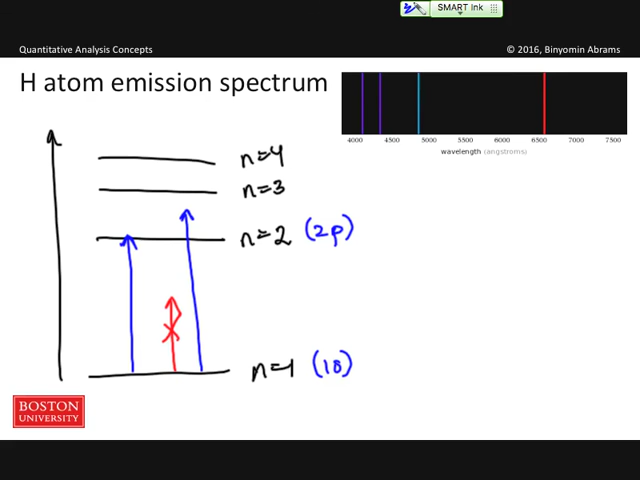 SMART Ink
Quantitative Analysis Concepts
© 2016, Binyomin Abrams
H atom emission spectrum
4000 4500 5000 5500 6000 6500 7000 7500
wavelength (angstroms)
n=4
n=3
n=2 (2p)
n=1 (1s)
BOSTON
UNIVERSITY